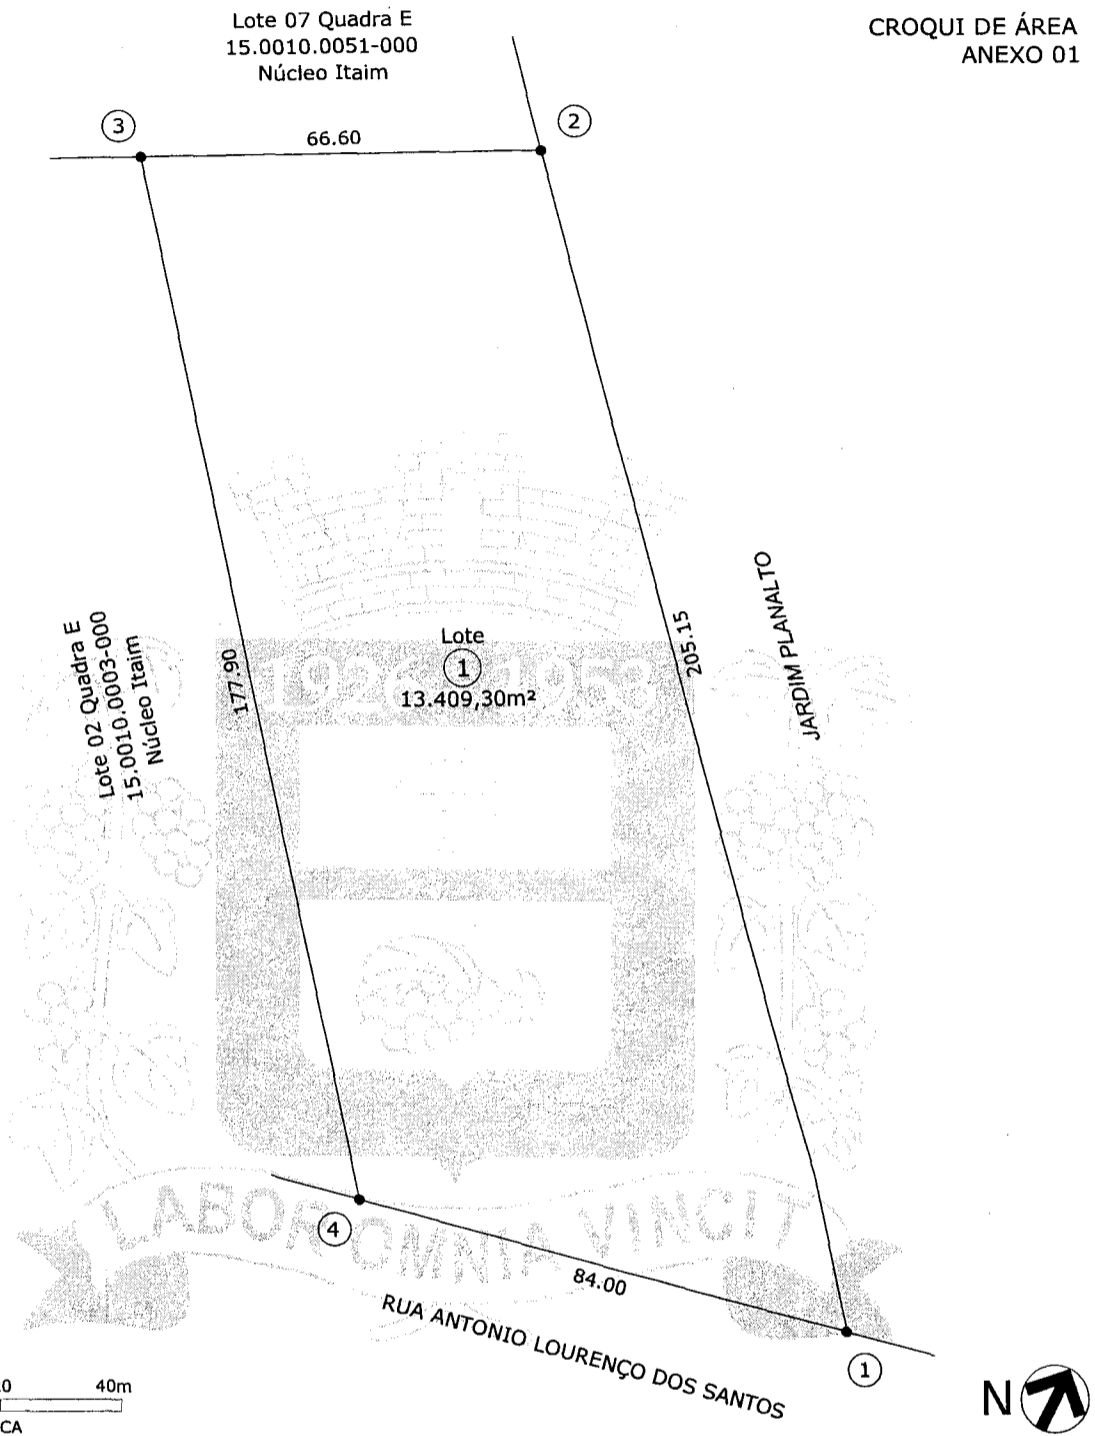 CROQUI DE ÁREA
ANEXO 01
Lote 07 Quadra E
15.0010.0051-000
Núcleo Itaim
3
2
66.60
Lote 02 Quadra E
15.0010.0003-000
Núcleo Itaim
177.90
Lote
1
13.409,30m²
205.15
JARDIM PLANALTO
1926 1953
LABOR OMNIA VINCIT
4
84.00
1
RUA ANTONIO LOURENÇO DOS SANTOS
0 40m
CA
N